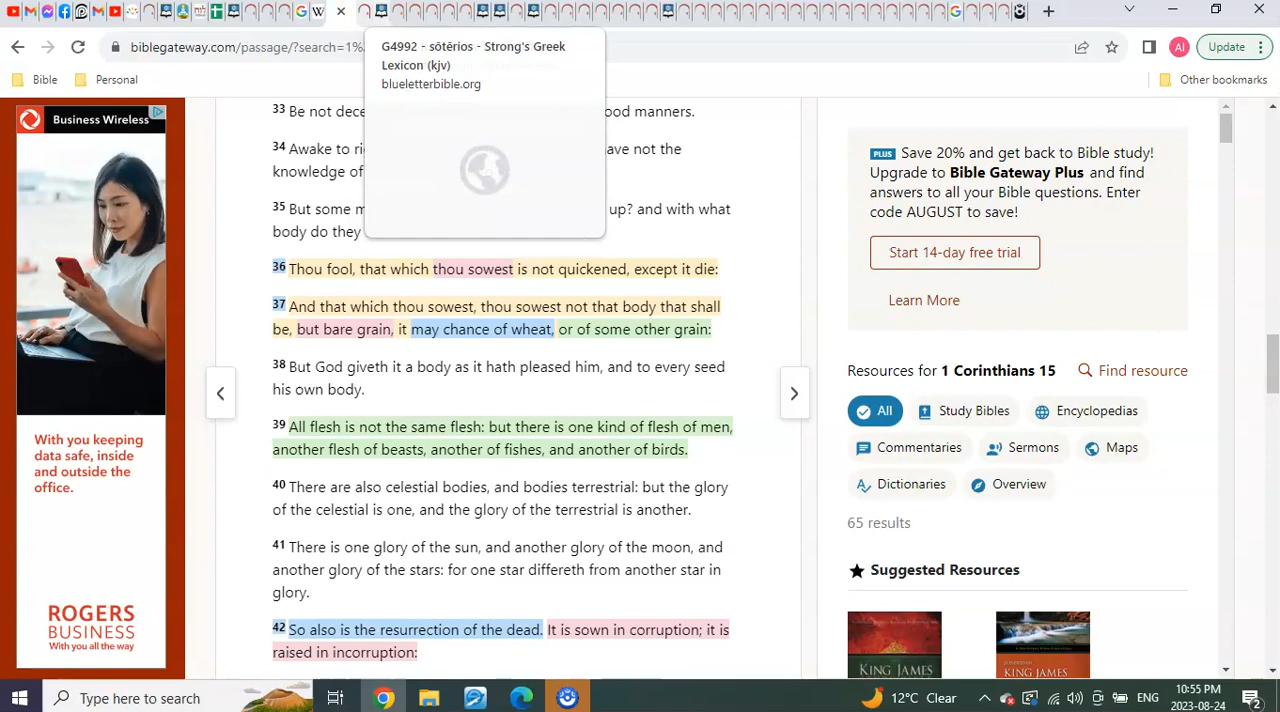 biblegateway.com/passage/?search=1%
AI
Update
Bible
Personal
Other bookmarks
G4992 - sōtērios - Strong's Greek
Lexicon (kjv)
blueletterbible.org
Business Wireless
With you keeping
data safe, inside
and outside the
office.
ROGERS
BUSINESS
With you all the way
33 Be not dece
ood manners.
34 Awake to ri
ave not the
knowledge of
35 But some m
up? and with what
body do they
36 Thou fool, that which thou sowest is not quickened, except it die:
37 And that which thou sowest, thou sowest not that body that shall
be, but bare grain, it may chance of wheat, or of some other grain:
38 But God giveth it a body as it hath pleased him, and to every seed
his own body.
39 All flesh is not the same flesh: but there is one kind of flesh of men,
another flesh of beasts, another of fishes, and another of birds.
40 There are also celestial bodies, and bodies terrestrial: but the glory
of the celestial is one, and the glory of the terrestrial is another.
41 There is one glory of the sun, and another glory of the moon, and
another glory of the stars: for one star differeth from another star in
glory.
42 So also is the resurrection of the dead. It is sown in corruption; it is
raised in incorruption:
PLUS Save 20% and get back to Bible study!
Upgrade to Bible Gateway Plus and find
answers to all your Bible questions. Enter
code AUGUST to save!
Start 14-day free trial
Learn More
Resources for 1 Corinthians 15
Find resource
All
Study Bibles
Encyclopedias
Commentaries
Sermons
Maps
Dictionaries
Overview
65 results
Suggested Resources
KING JAMES
KING JAMES
Type here to search
12°C Clear
ENG
10:55 PM
2023-08-24
2